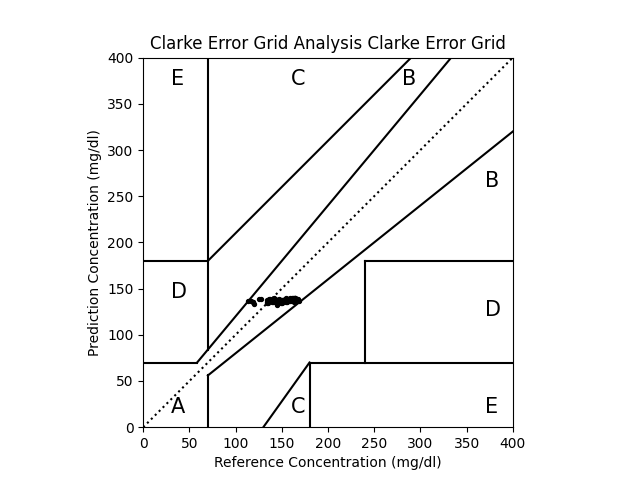 Clarke Error Grid Analysis Clarke Error Grid
400
E
C
B
350
300
B
250
200
D
150
D
100
50
A
C
E
0
0 50 100 150 200 250 300 350 400
Reference Concentration (mg/dl)
Prediction Concentration (mg/dl)